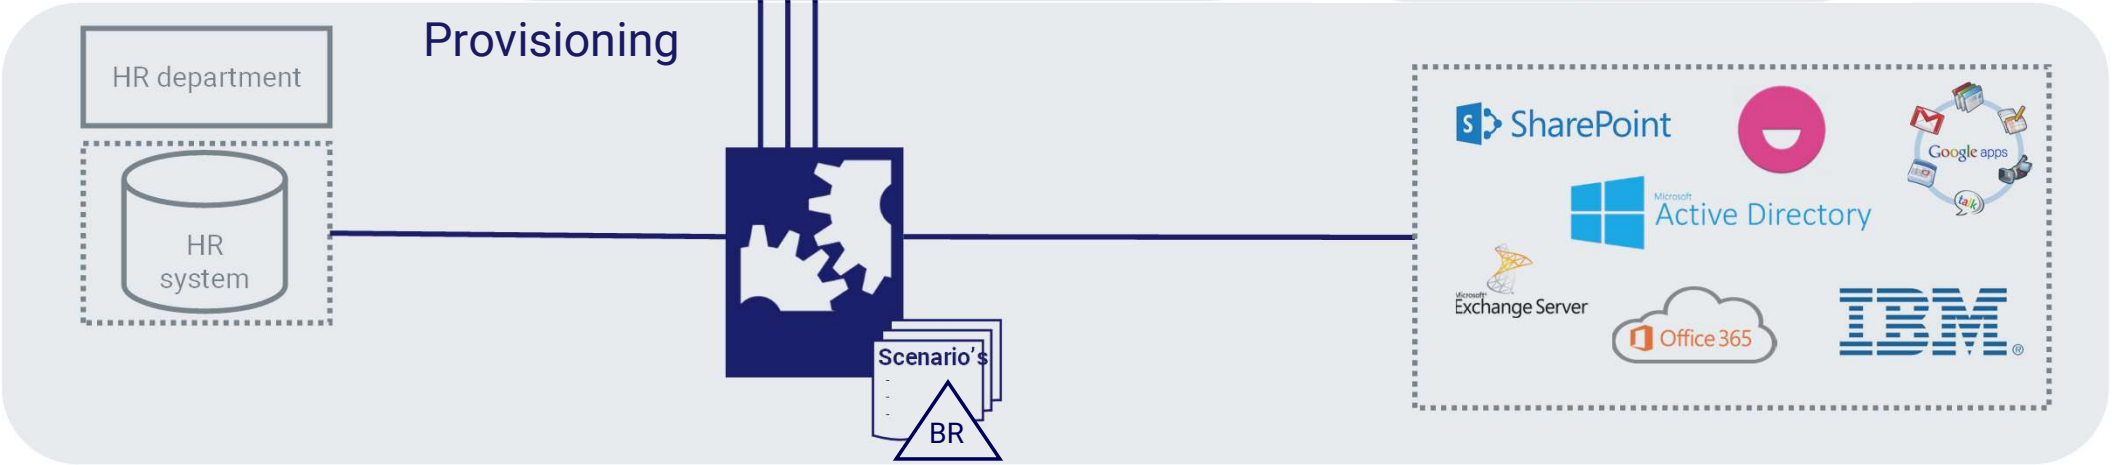 Provisioning
HR department
HR
system
Scenario's
-
-
-
BR
S SharePoint
Google apps
talk
Microsoft
Active Directory
Microsoft®
Exchange Server
Office 365
IBM®